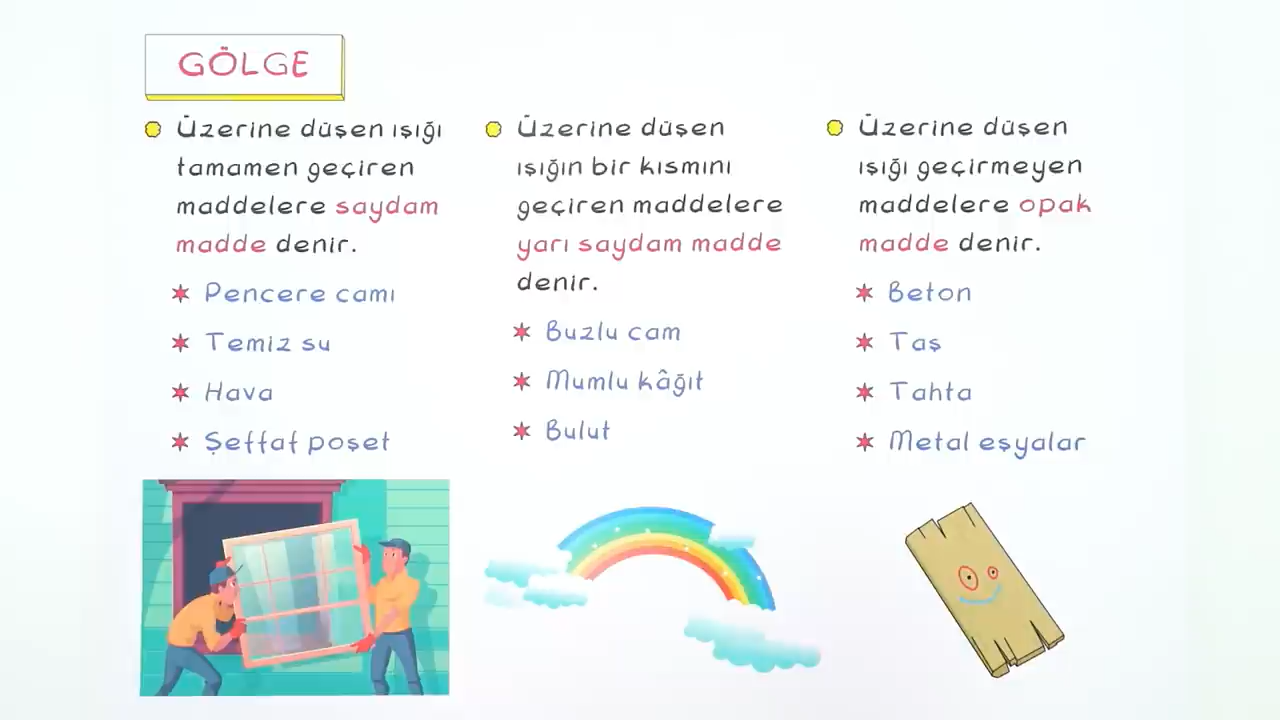 GÖLGE
Üzerine düşen ışığı
tamamen geçiren
maddelere saydam
madde denir.
Pencere camı
Temiz su
Hava
Şeffaf poşet
Üzerine düşen
ışığın bir kısmını
geçiren maddelere
yarı saydam madde
denir.
Buzlu cam
Mumlu kâğıt
Bulut
Üzerine düşen
ışığı geçirmeyen
maddelere opak
madde denir.
Beton
Taş
Tahta
Metal eşyalar